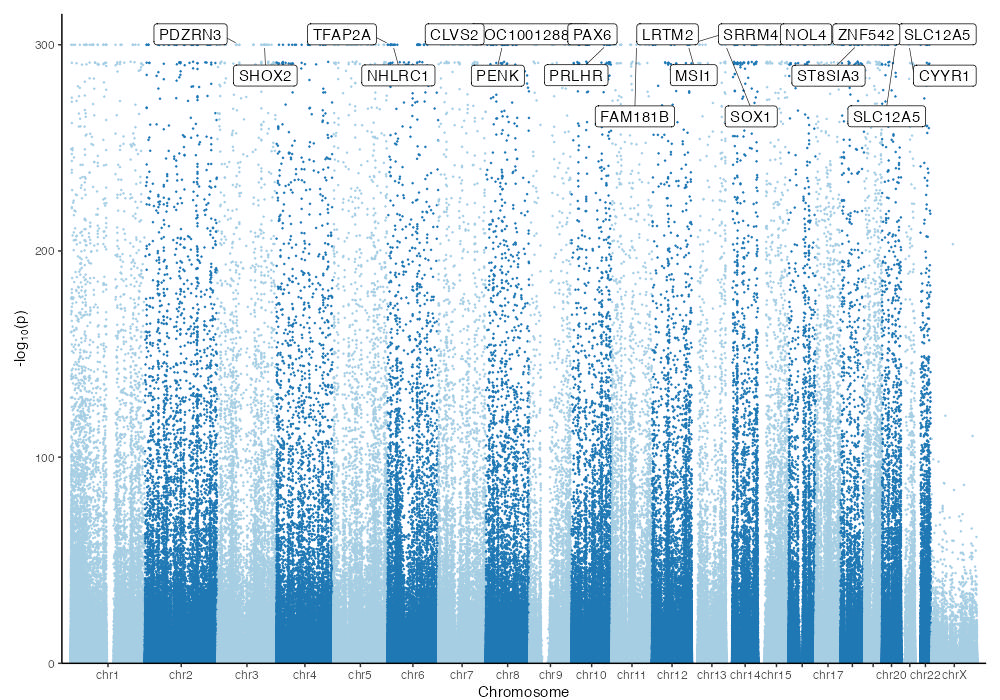 PDZRN3 TFAP2A CLVS2 OC1001288 PAX6 LRTM2 SRRM4 NOL4 ZNF542 SLC12A5
300
SHOX2 NHLRC1 PENK PRLHR MSI1 ST8SIA3 CYYR1
FAM181B SOX1 SLC12A5
200
-log10(p)
100
0
chr1 chr2 chr3 chr4 chr5 chr6 chr7 chr8 chr9 chr10 chr11 chr12 chr13 chr14 chr15 chr17 chr20 chr22 chrX
Chromosome